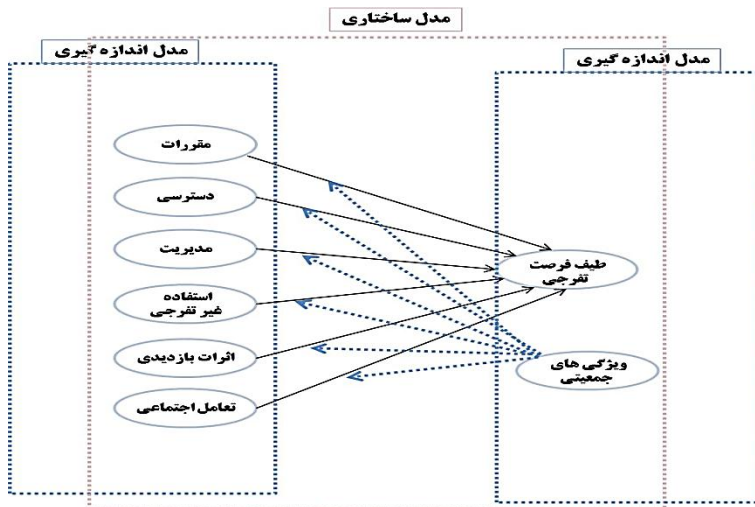 مدل ساختاری
مدل اندازه گیری
مدل اندازه گیری
مقررات
دسترسی
مدیریت
استفاده
غیر تفرجی
اثرات بازدیدی
تعامل اجتماعی
طیف فرصت
تفرجی
ویژگی های
جمعیتی